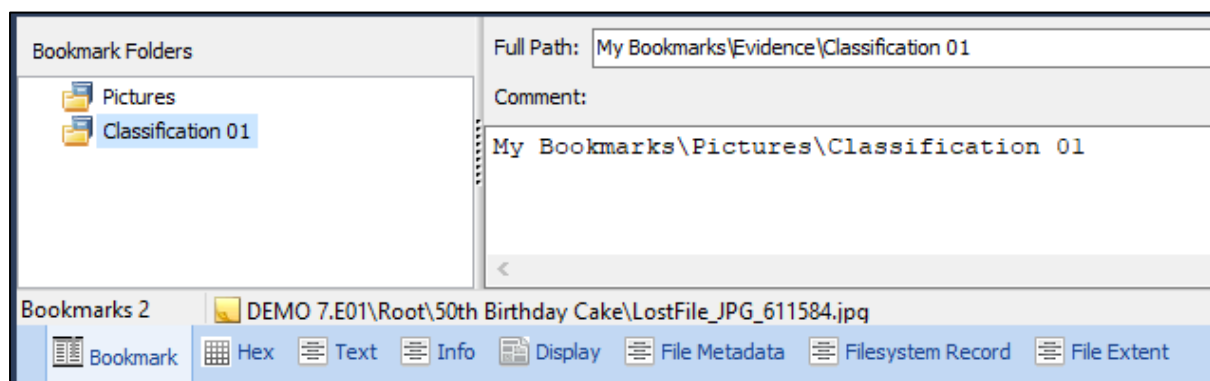 Bookmark Folders
Pictures
Classification 01
Full Path: My Bookmarks\Evidence\Classification 01
Comment:
My Bookmarks\Pictures\Classification 01
Bookmarks 2 DEMO 7.E01\Root\50th Birthday Cake\LostFile_JPG_611584.jpg
Bookmark Hex Text Info Display File Metadata Filesystem Record File Extent